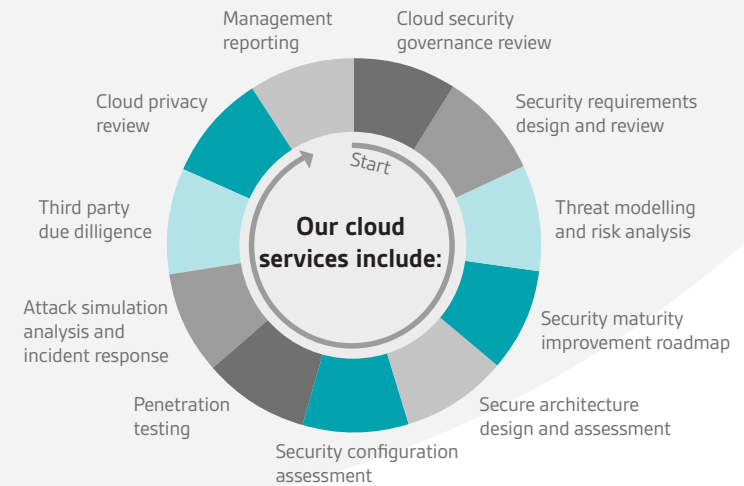 Our cloud
services include:
Start
Cloud security
governance review
Security requirements
design and review
Threat modelling
and risk analysis
Security maturity
improvement roadmap
Secure architecture
design and assessment
Security configuration
assessment
Penetration
testing
Attack simulation
analysis and
incident response
Third party
due dilligence
Cloud privacy
review
Management
reporting